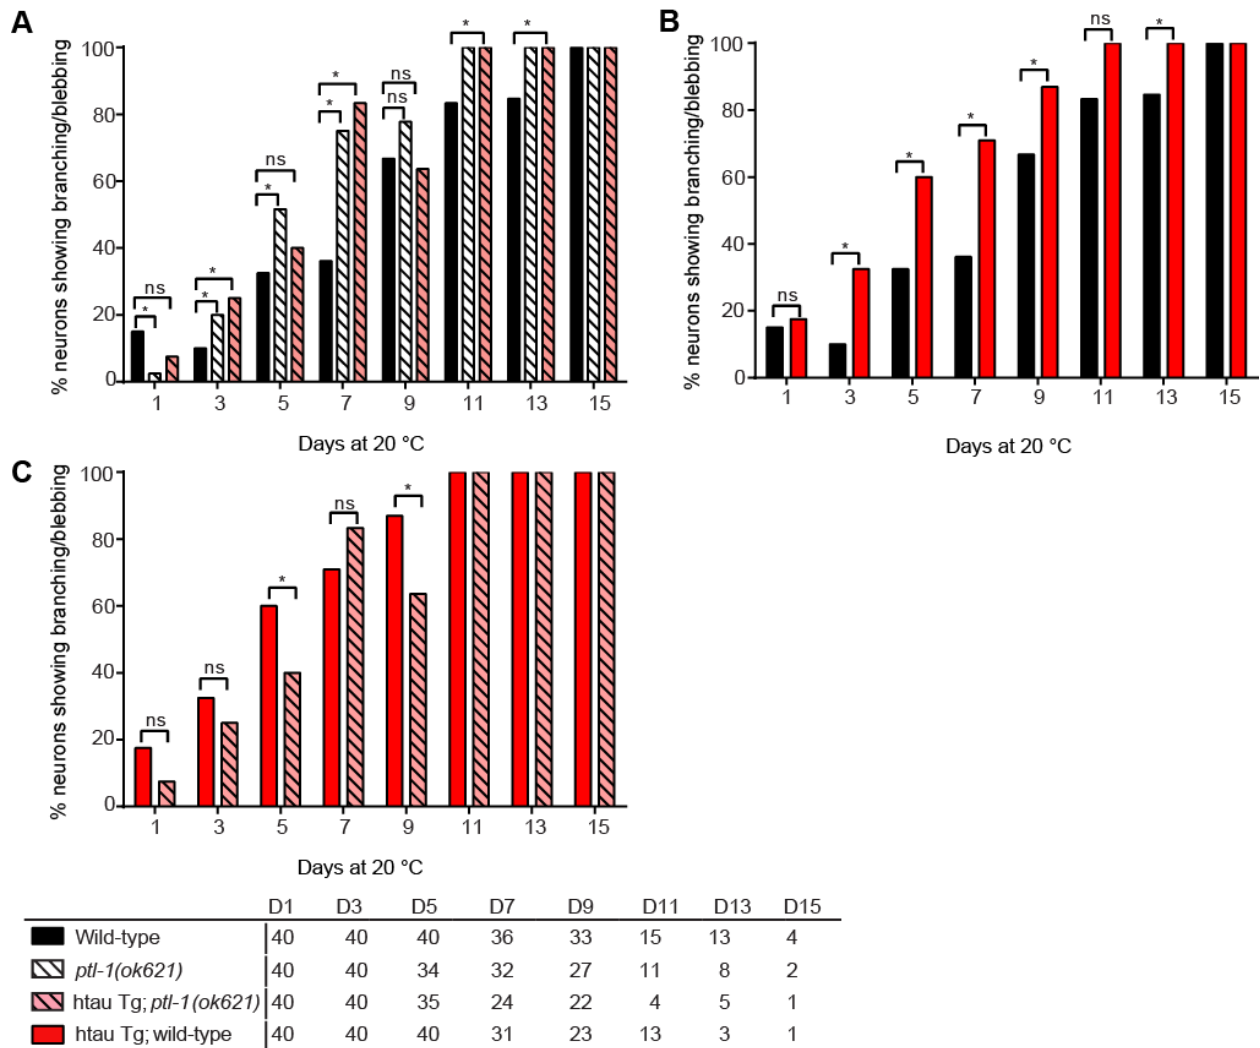 A
% neurons showing branching/blebbing
100
80
60
40
20
0
ns
*
*
*
ns
*
*
*
ns
ns
*
*
1 3 5 7 9 11 13 15
Days at 20 °C
B
% neurons showing branching/blebbing
100
80
60
40
20
0
ns
*
*
*
*
ns
*
1 3 5 7 9 11 13 15
Days at 20 °C
C
% neurons showing branching/blebbing
100
80
60
40
20
0
ns
ns
*
ns
*
1 3 5 7 9 11 13 15
Days at 20 °C
D1 D3 D5 D7 D9 D11 D13 D15
Wild-type 40 40 40 36 33 15 13 4
ptl-1(ok621) 40 40 34 32 27 11 8 2
htau Tg; ptl-1(ok621) 40 40 35 24 22 4 5 1
htau Tg; wild-type 40 40 40 31 23 13 3 1